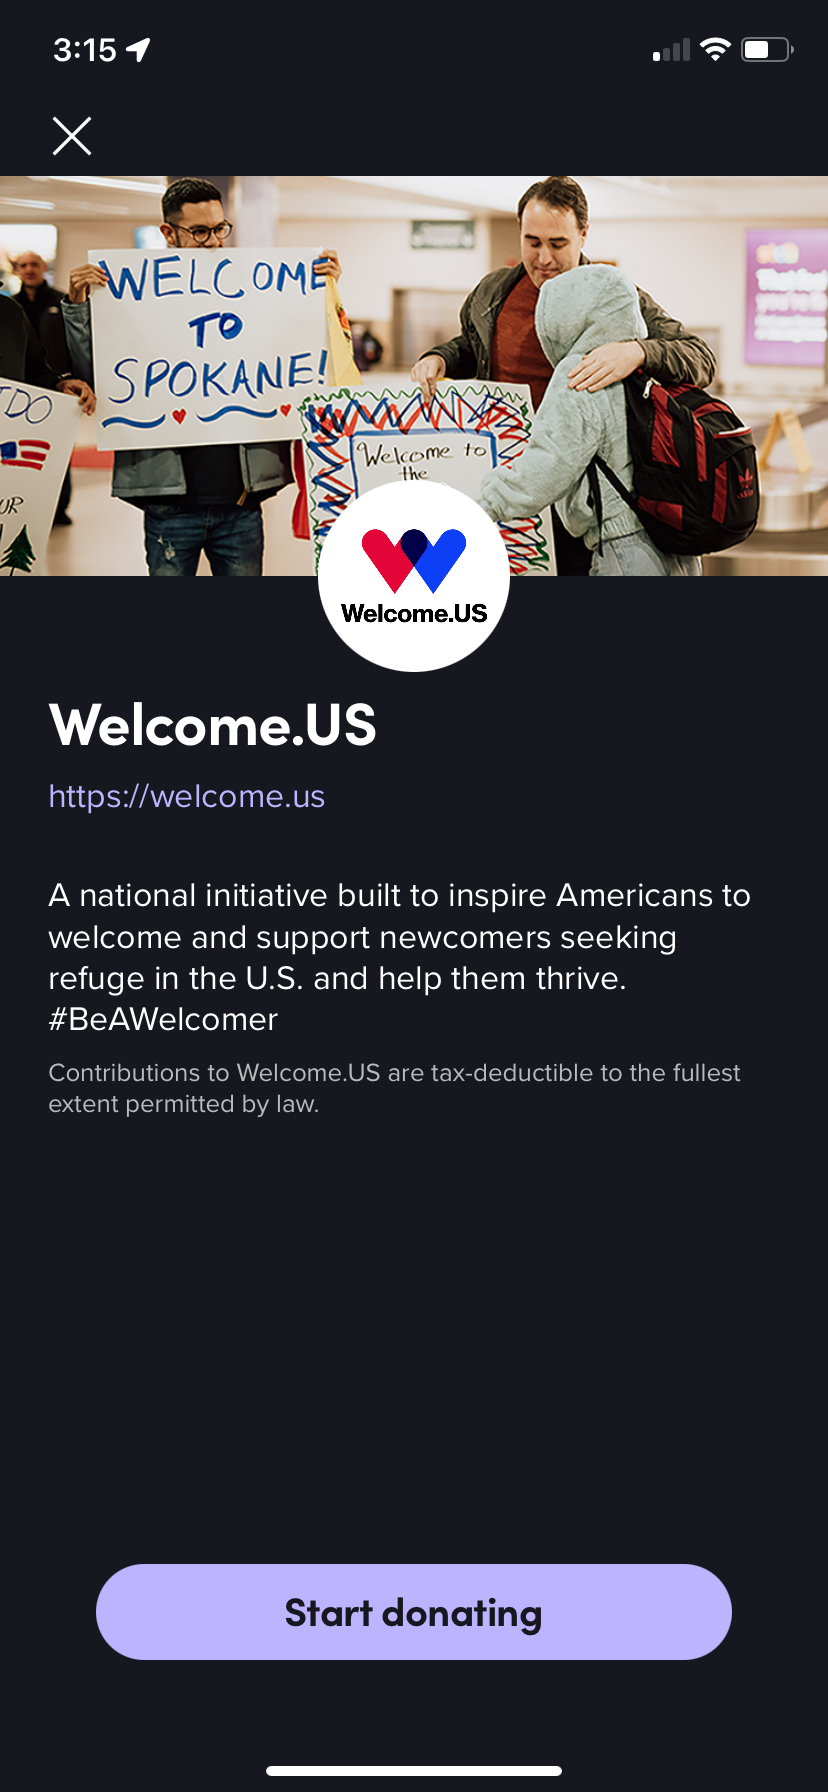 3:15
WELCOME
TO
SPOKANE!
Welcome to
the
Welcome.US
Welcome.US
https://welcome.us
A national initiative built to inspire Americans to
welcome and support newcomers seeking
refuge in the U.S. and help them thrive.
#BeAWelcomer
Contributions to Welcome.US are tax-deductible to the fullest
extent permitted by law.
Start donating